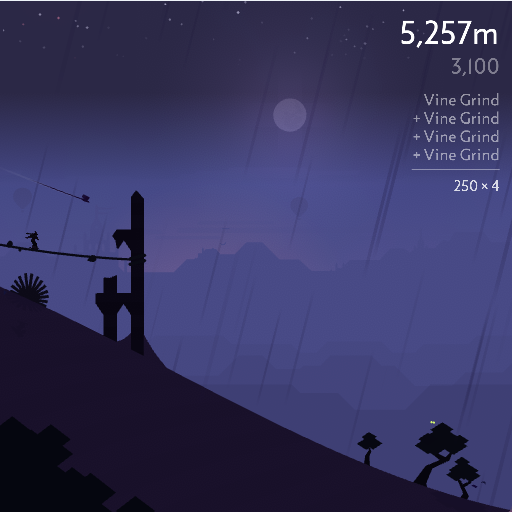 5,257m
3,100
Vine Grind
+ Vine Grind
+ Vine Grind
+ Vine Grind
250 × 4